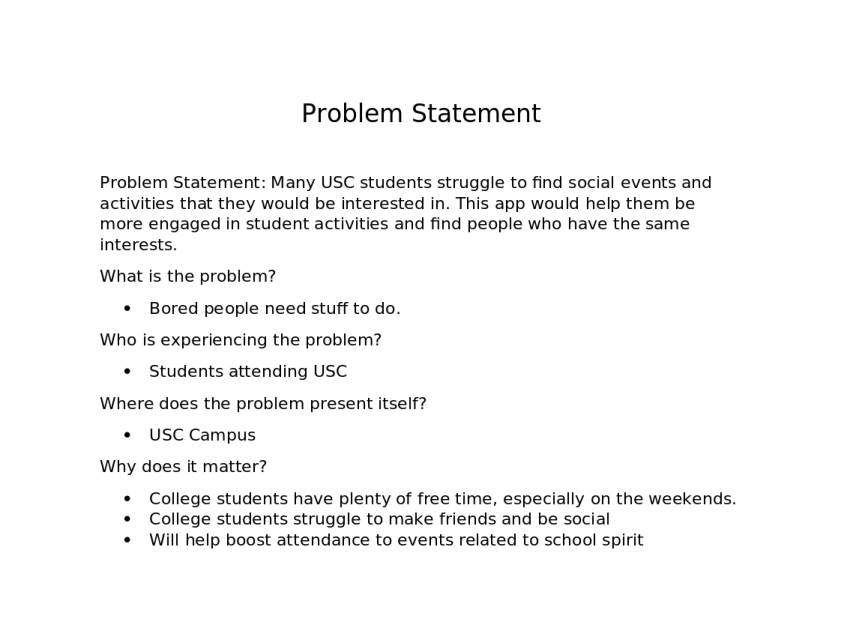 Problem Statement
Problem Statement: Many USC students struggle to find social events and
activities that they would be interested in. This app would help them be
more engaged in student activities and find people who have the same
interests.
What is the problem?
• Bored people need stuff to do.
Who is experiencing the problem?
• Students attending USC
Where does the problem present itself?
• USC Campus
Why does it matter?
• College students have plenty of free time, especially on the weekends.
• College students struggle to make friends and be social
• Will help boost attendance to events related to school spirit